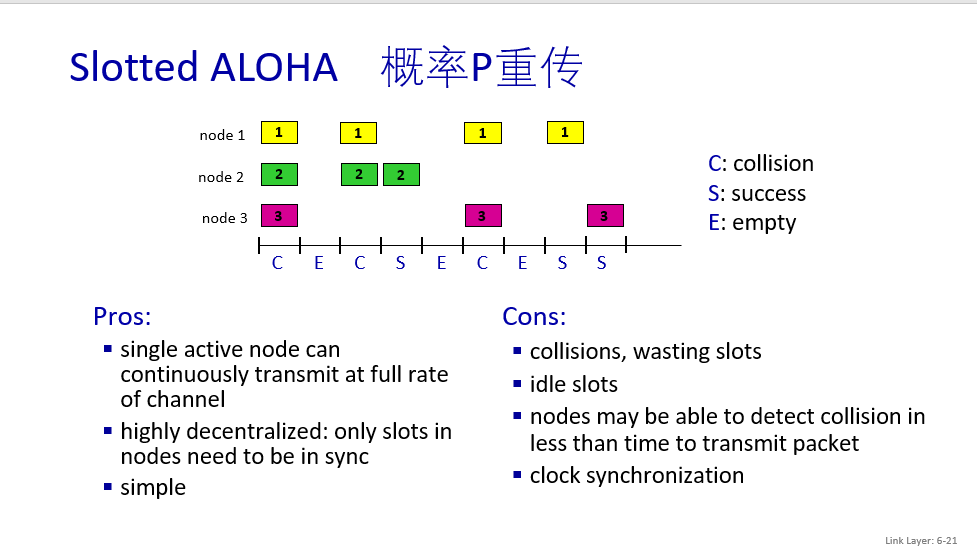 Slotted ALOHA 概率P重传
node 1 1 1 1 1
node 2 2 2 2
node 3 3 3 3
C E C S E C E S S
C: collision
S: success
E: empty
Pros:
▪ single active node can
continuously transmit at full rate
of channel
▪ highly decentralized: only slots in
nodes need to be in sync
▪ simple
Cons:
▪ collisions, wasting slots
▪ idle slots
▪ nodes may be able to detect collision in
less than time to transmit packet
▪ clock synchronization
Link Layer: 6-21